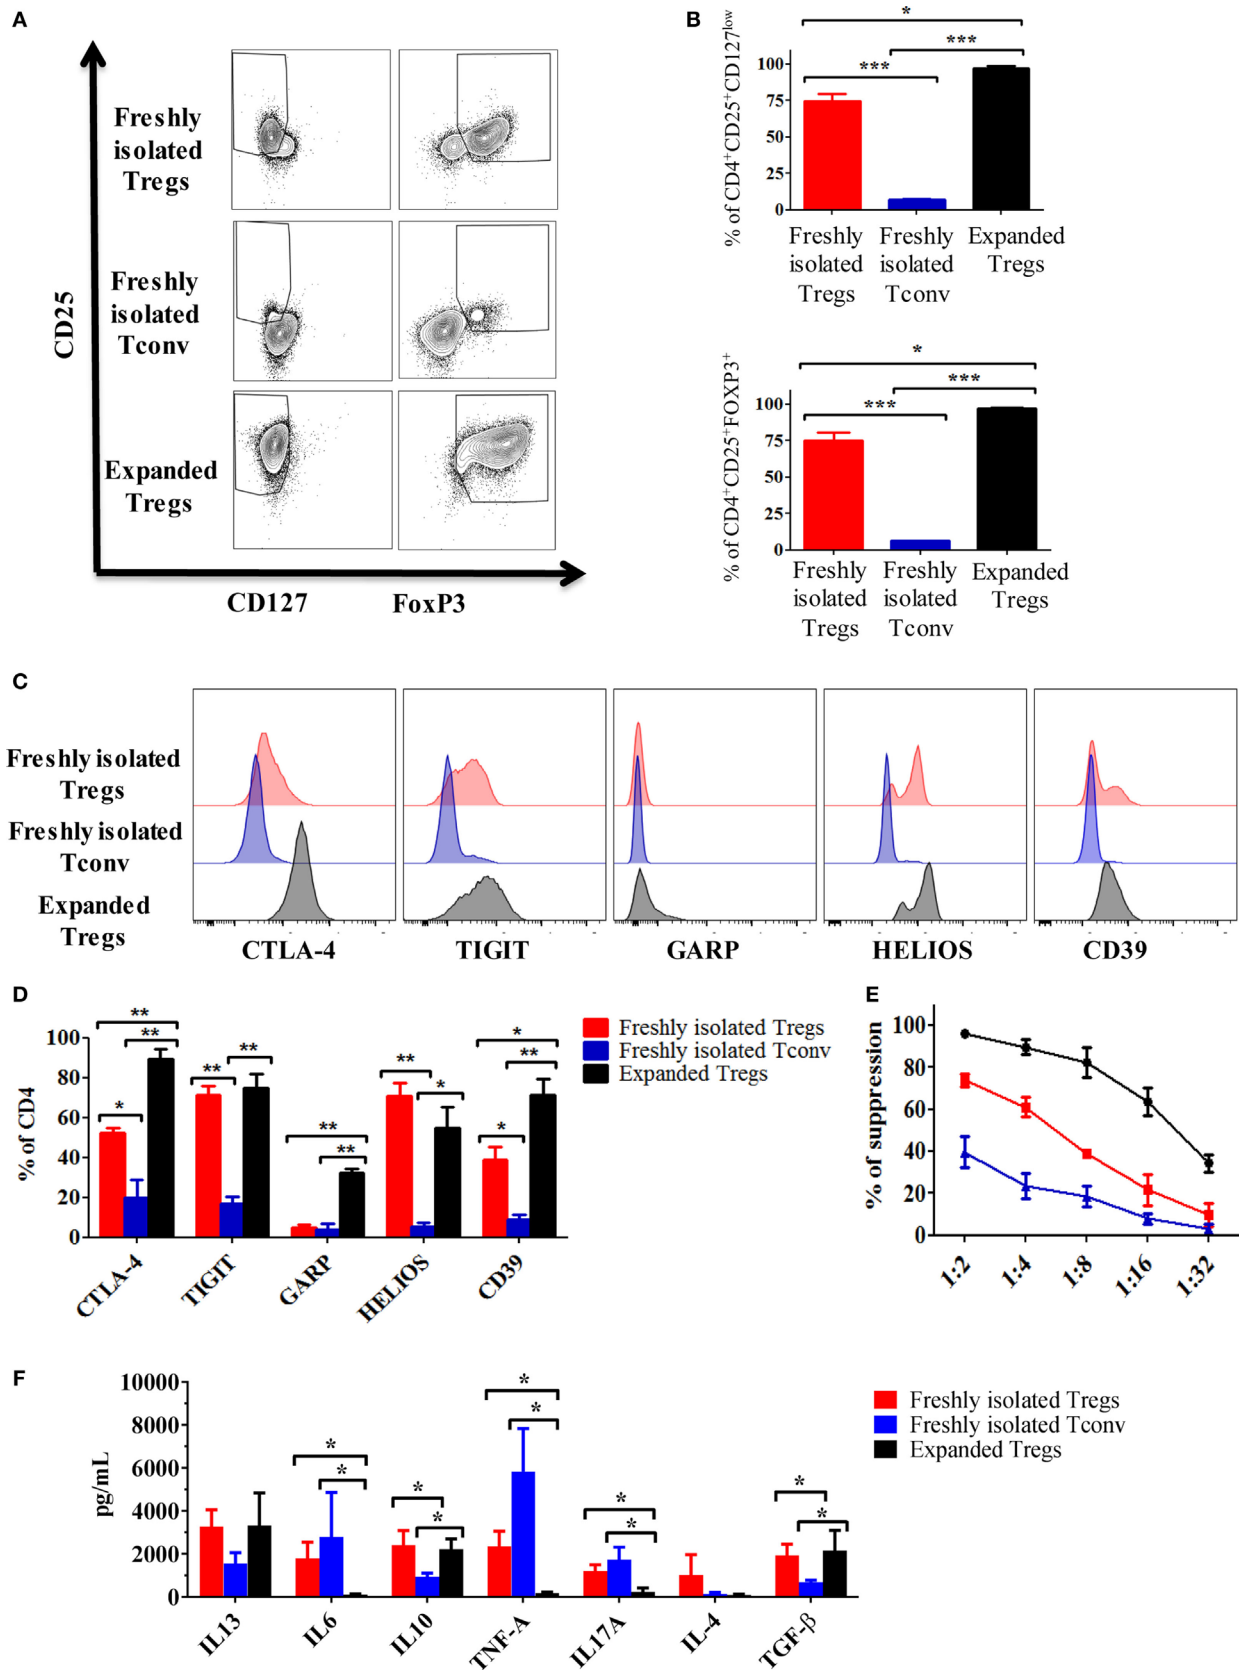 A
Freshly
isolated
Tregs
Freshly
isolated
Tconv
Expanded
Tregs
CD25
CD127
FoxP3
B
% of CD4+CD25+CD127low
100
75
50
25
0
*
***
***
Freshly
isolated
Tregs
Freshly
isolated
Tconv
Expanded
Tregs
% of CD4+CD25+FOXP3+
100
75
50
25
0
*
***
***
Freshly
isolated
Tregs
Freshly
isolated
Tconv
Expanded
Tregs
C
Freshly isolated
Tregs
Freshly isolated
Tconv
Expanded
Tregs
CTLA-4
TIGIT
GARP
HELIOS
CD39
D
% of CD4
100
80
60
40
20
0
**
**
*
**
**
**
**
**
*
*
**
*
CTLA-4
TIGIT
GARP
HELIOS
CD39
Freshly isolated Tregs
Freshly isolated Tconv
Expanded Tregs
E
% of suppression
100
80
60
40
20
0
1:2
1:4
1:8
1:16
1:32
F
pg/mL
10000
8000
6000
4000
2000
0
*
*
*
*
*
*
*
*
*
*
IL13
IL6
IL10
TNF-A
IL17A
IL-4
TGF-β
Freshly isolated Tregs
Freshly isolated Tconv
Expanded Tregs